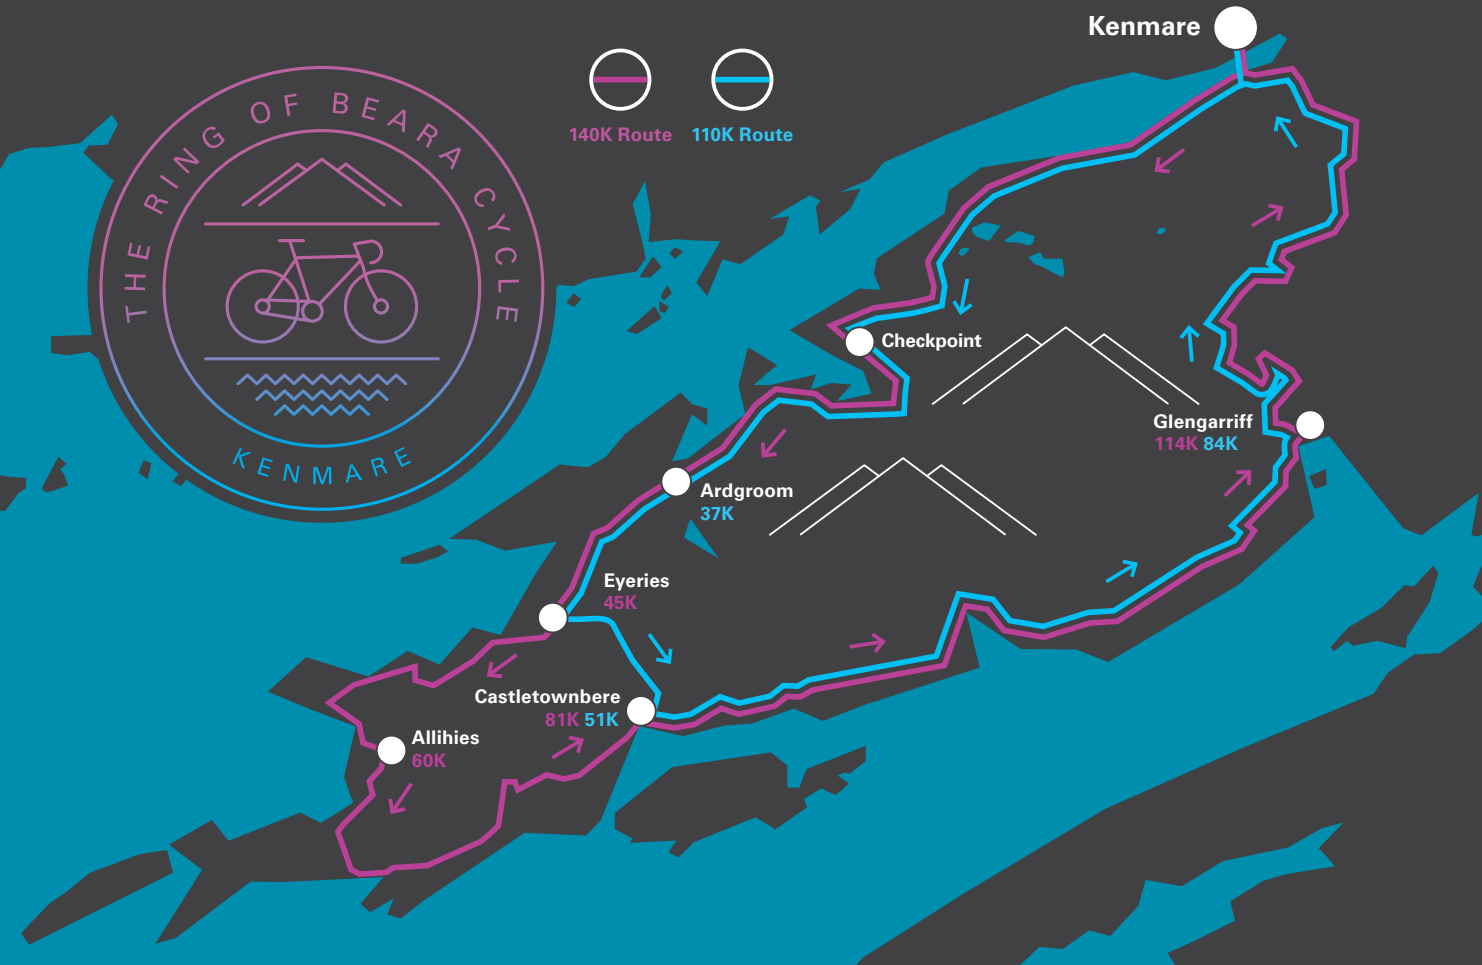 THE RING OF BEARA CYCLE
KENMARE
140K Route
110K Route
Kenmare
Checkpoint
Glengarriff
114K 84K
Ardgroom
37K
Eyeries
45K
Castletownbere
81K 51K
Allihies
60K